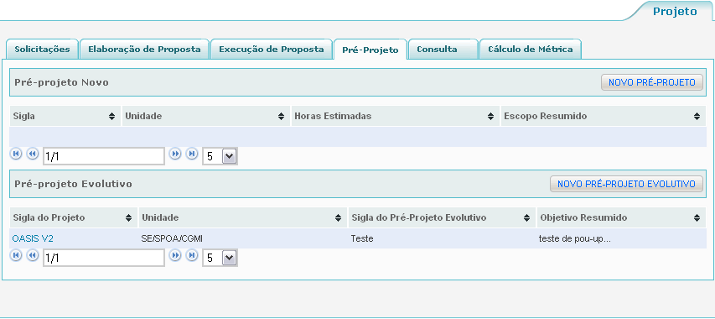 Projeto
Solicitações Elaboração de Proposta Execução de Proposta Pré-Projeto Consulta Cálculo de Métrica
Pré-projeto Novo NOVO PRÉ-PROJETO
Sigla Unidade Horas Estimadas Escopo Resumido
1/1 5
Pré-projeto Evolutivo NOVO PRÉ-PROJETO EVOLUTIVO
Sigla do Projeto Unidade Sigla do Pré-Projeto Evolutivo Objetivo Resumido
OASIS V2 SE/SPOA/CGMI Teste teste de pou-up...
1/1 5